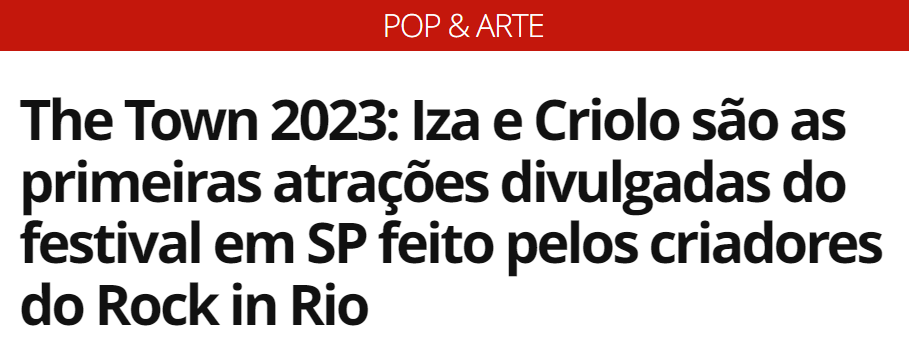 POP & ARTE
The Town 2023: Iza e Criolo são as
primeiras atrações divulgadas do
festival em SP feito pelos criadores
do Rock in Rio